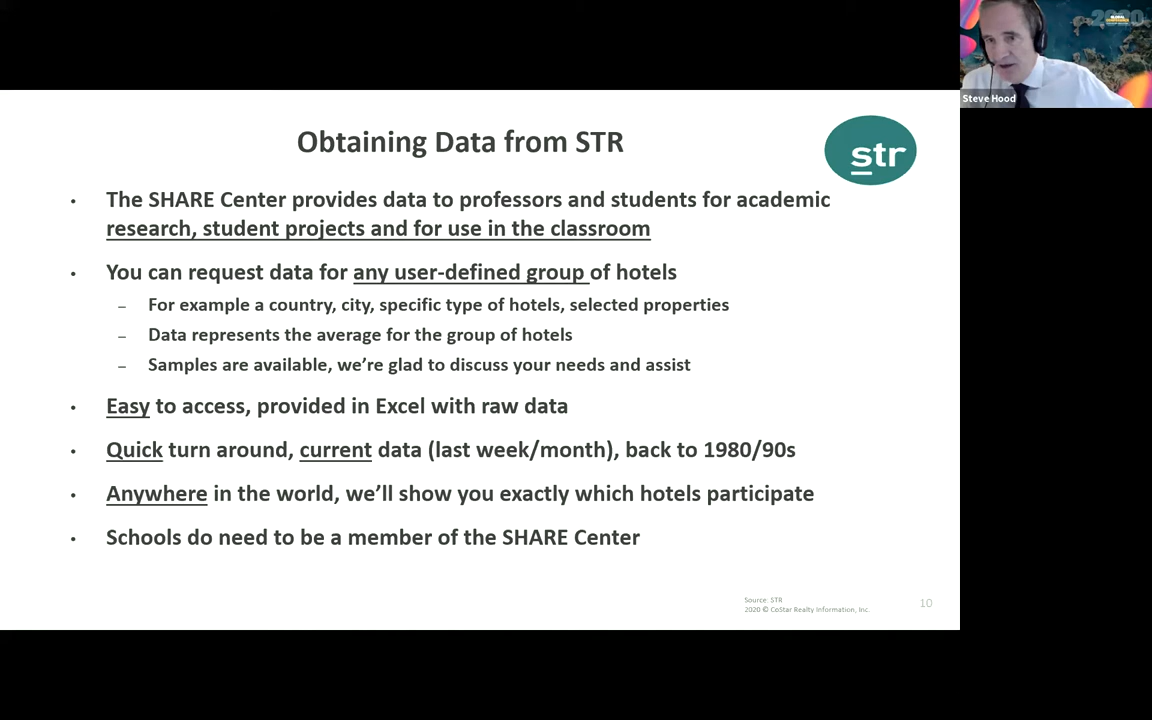 2020
GLOBAL
Steve Hood
Obtaining Data from STR
str
• The SHARE Center provides data to professors and students for academic
research, student projects and for use in the classroom
• You can request data for any user-defined group of hotels
– For example a country, city, specific type of hotels, selected properties
– Data represents the average for the group of hotels
– Samples are available, we’re glad to discuss your needs and assist
• Easy to access, provided in Excel with raw data
• Quick turn around, current data (last week/month), back to 1980/90s
• Anywhere in the world, we’ll show you exactly which hotels participate
• Schools do need to be a member of the SHARE Center
Source: STR
2020 © CoStar Realty Information, Inc.
10